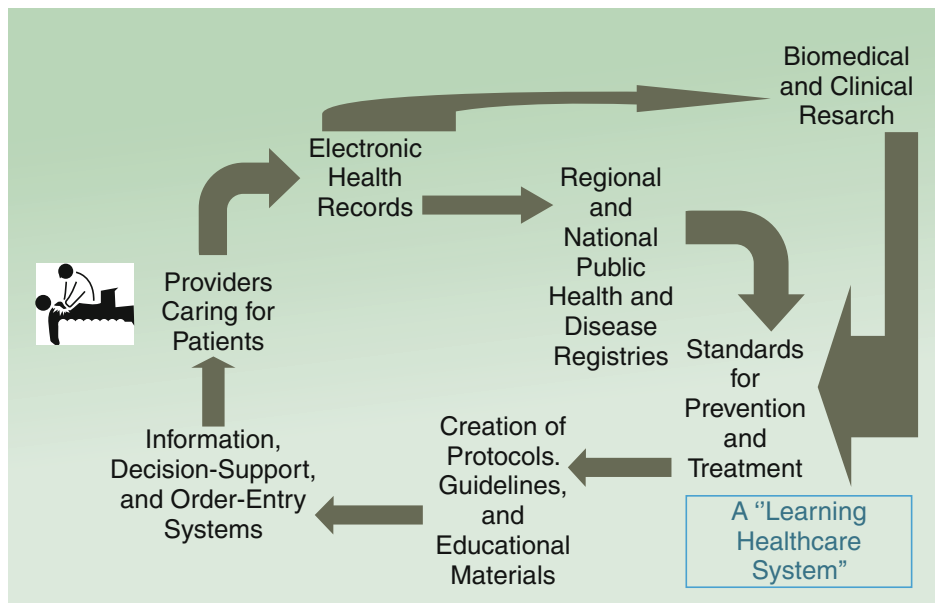 Biomedical
and Clinical
Resarch
Electronic
Health
Records
Regional
and
National
Public
Health and
Disease
Registries
Providers
Caring for
Patients
Standards
for
Prevention
and
Treatment
Creation of
Protocols.
Guidelines,
and
Educational
Materials
Information,
Decision-Support,
and Order-Entry
Systems
A ‘’Learning
Healthcare
System”